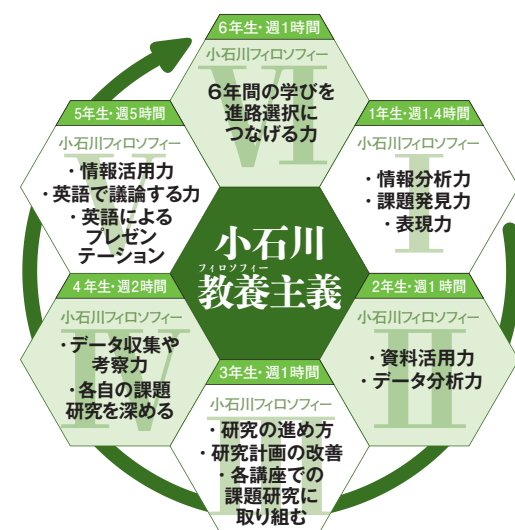 6年生・週1時間
小石川フィロソフィー
VI
6年間の学びを
進路選択に
つなげる力
1年生・週1.4時間
小石川フィロソフィー
I
・情報分析力
・課題発見力
・表現力
2年生・週1時間
小石川フィロソフィー
II
・資料活用力
・データ分析力
3年生・週1時間
小石川フィロソフィー
III
・研究の進め方
・研究計画の改善
・各講座での
課題研究に
取り組む
4年生・週2時間
小石川フィロソフィー
IV
・データ収集や
考察力
・各自の課題
研究を深める
5年生・週5時間
小石川フィロソフィー
V
・情報活用力
・英語で議論する力
・英語による
プレゼン
テーション
小石川
フィロソフィー
教養主義